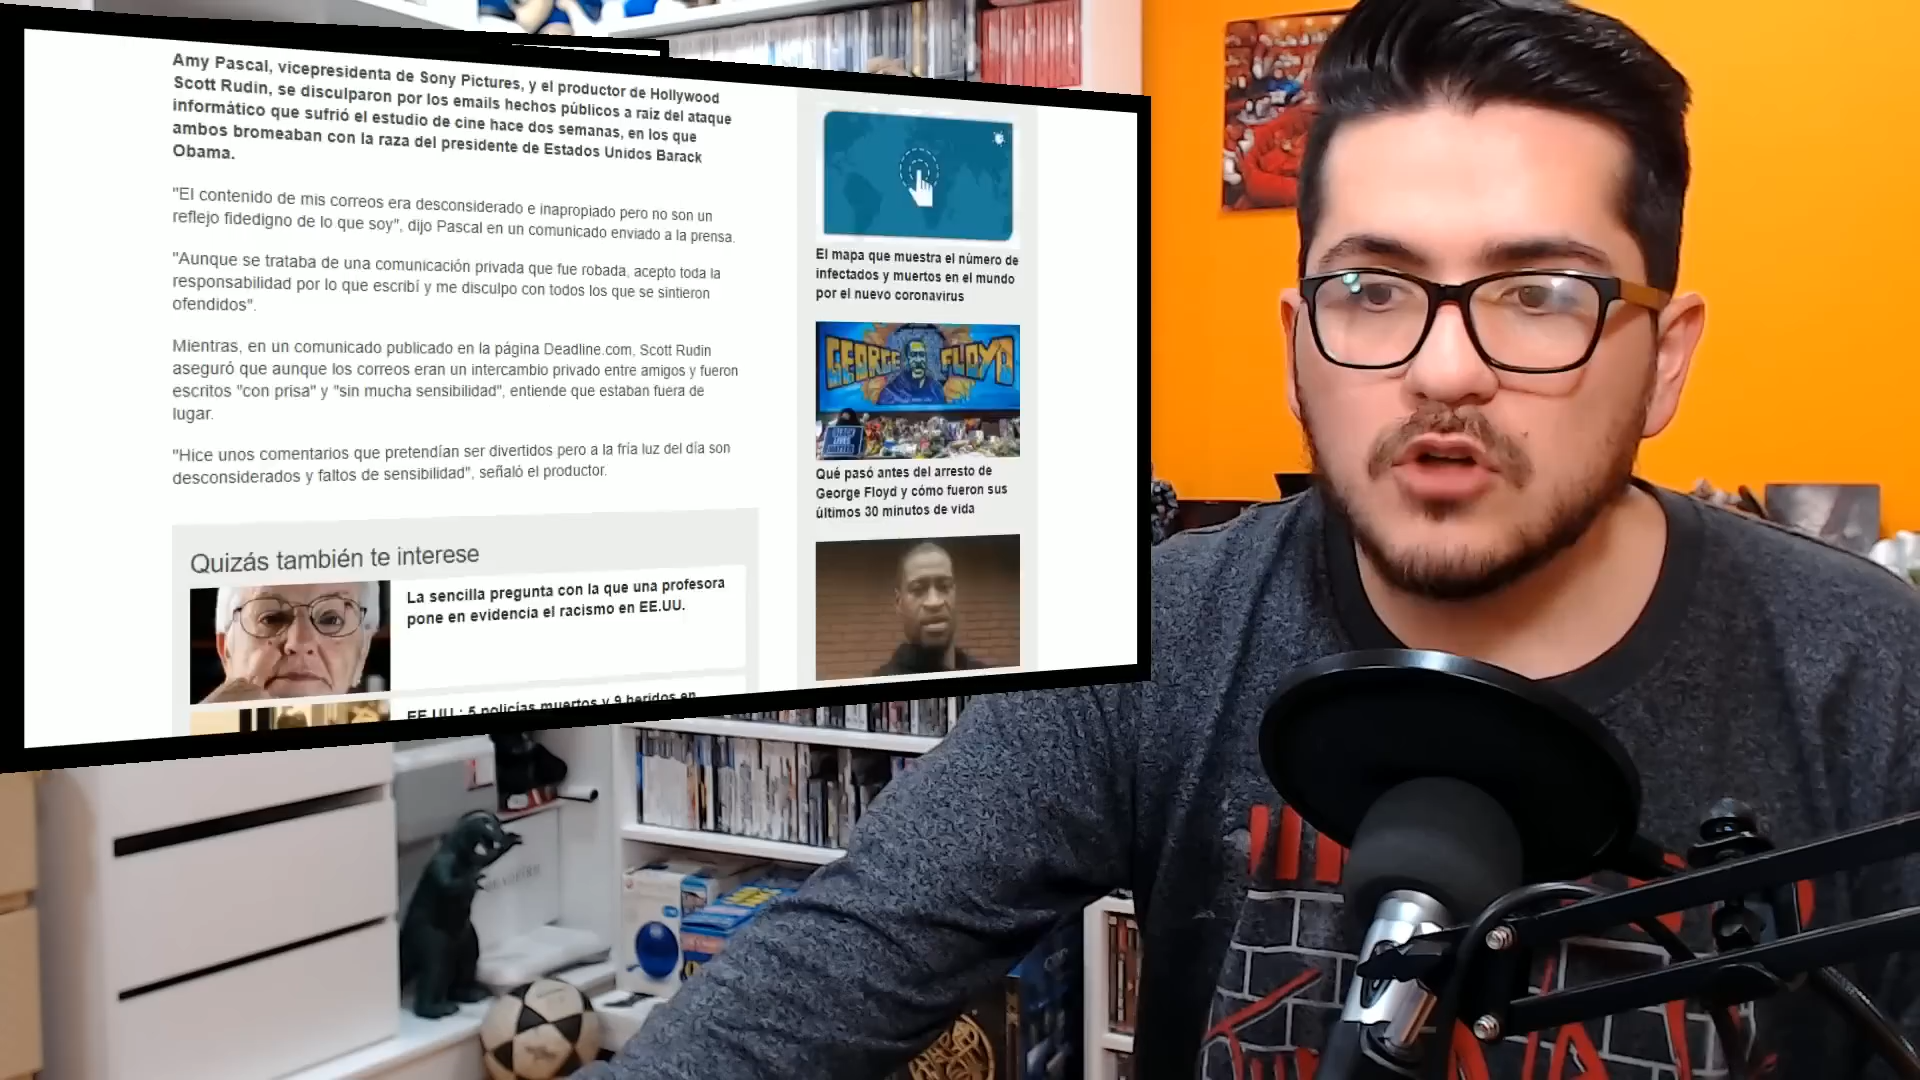 Amy Pascal, vicepresidenta de Sony Pictures, y el productor de Hollywood
Scott Rudin, se disculparon por los emails hechos públicos a raíz del ataque
informático que sufrió el estudio de cine hace dos semanas, en los que
ambos bromeaban con la raza del presidente de Estados Unidos Barack
Obama.
"El contenido de mis correos era desconsiderado e inapropiado pero no son un
reflejo fidedigno de lo que soy", dijo Pascal en un comunicado enviado a la prensa.
"Aunque se trataba de una comunicación privada que fue robada, acepto toda la
responsabilidad por lo que escribí y me disculpo con todos los que se sintieron
ofendidos".
Mientras, en un comunicado publicado en la página Deadline.com, Scott Rudin
aseguró que aunque los correos eran un intercambio privado entre amigos y fueron
escritos "con prisa" y "sin mucha sensibilidad", entiende que estaban fuera de
lugar.
"Hice unos comentarios que pretendían ser divertidos pero a la fría luz del día son
desconsiderados y faltos de sensibilidad", señaló el productor.
Quizás también te interese
La sencilla pregunta con la que una profesora
pone en evidencia el racismo en EE.UU.
EE.UU.: 5 policías muertos y 9 heridos en
El mapa que muestra el número de
infectados y muertos en el mundo
por el nuevo coronavirus
GEORGE FLOYD
Qué pasó antes del arresto de
George Floyd y cómo fueron sus
últimos 30 minutos de vida